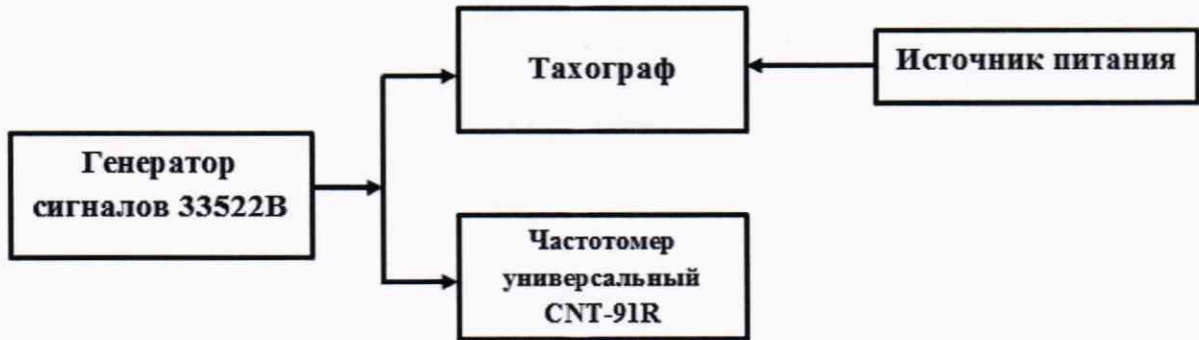 Тахограф
Источник питания
Генератор
сигналов 33522B
Частотомер
универсальный
CNT-91R